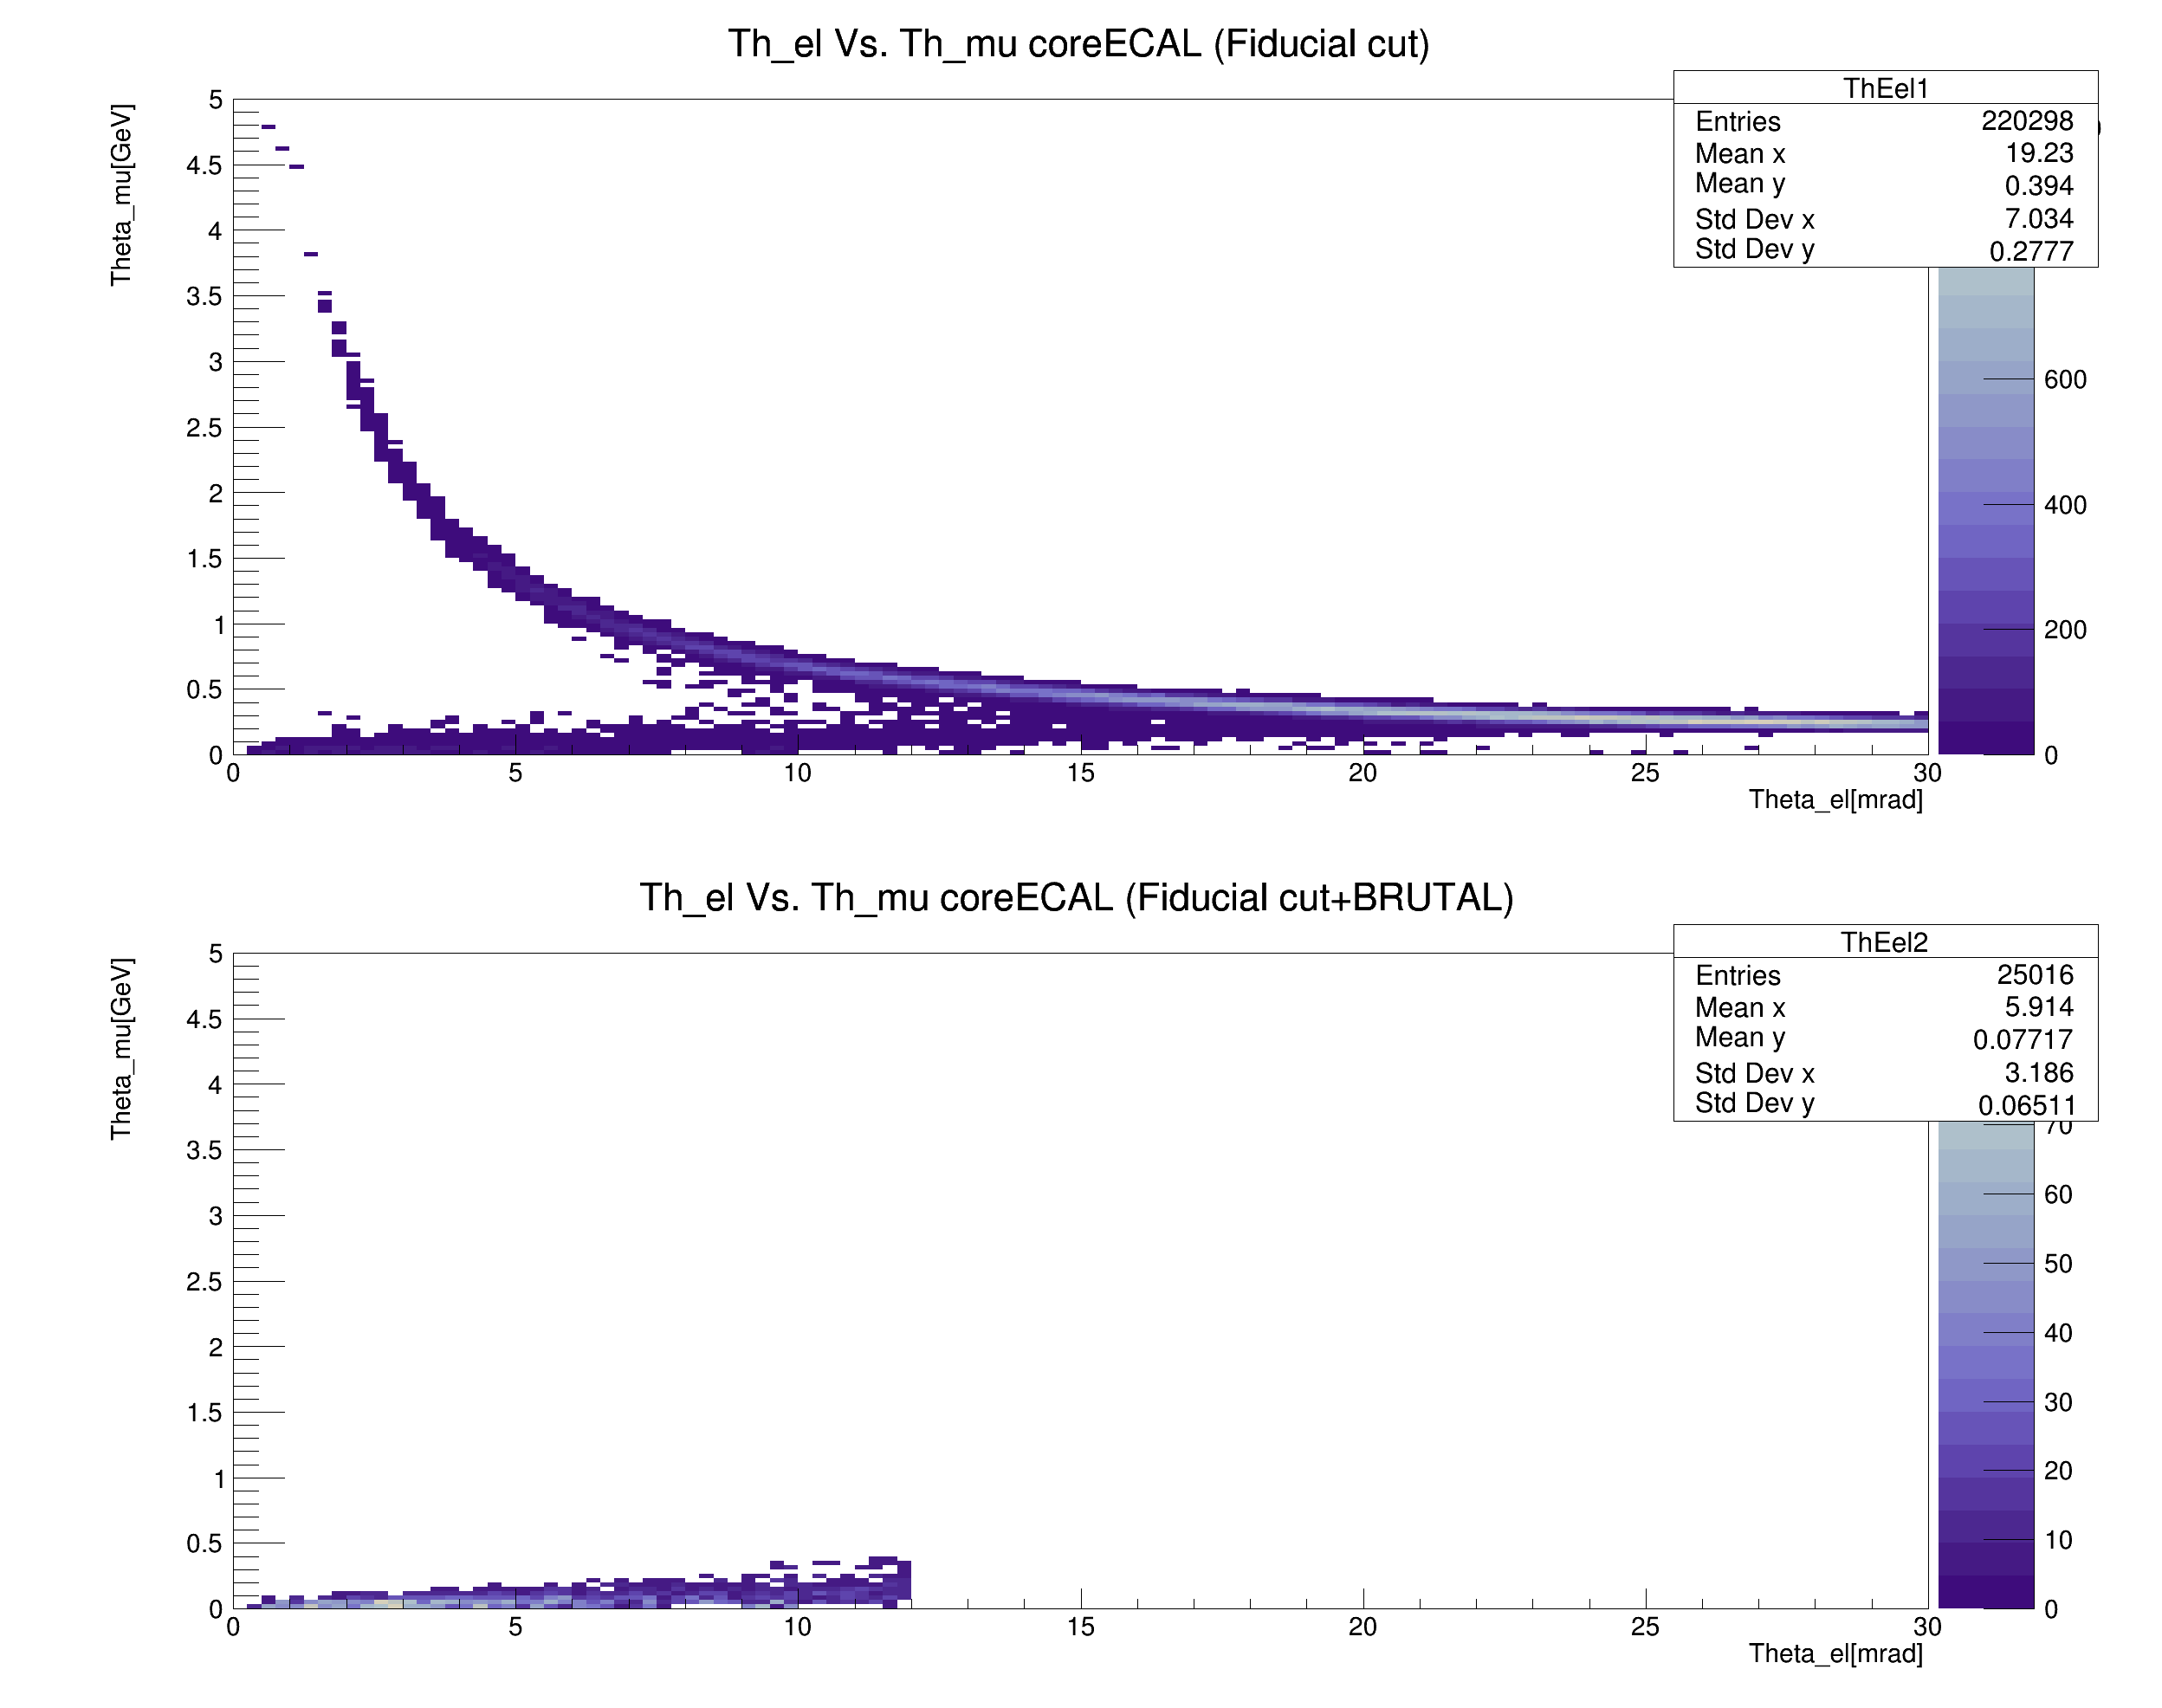 Th_el Vs. Th_mu coreECAL (Fiducial cut)
ThEel1
Entries 220298
Mean x 19.23
Mean y 0.394
Std Dev x 7.034
Std Dev y 0.2777
Theta_mu[GeV]
5
4.5
4
3.5
3
2.5
2
1.5
1
0.5
0
0 5 10 15 20 25 30
Theta_el[mrad]
600
400
200
0
Th_el Vs. Th_mu coreECAL (Fiducial cut+BRUTAL)
ThEel2
Entries 25016
Mean x 5.914
Mean y 0.07717
Std Dev x 3.186
Std Dev y 0.06511
Theta_mu[GeV]
5
4.5
4
3.5
3
2.5
2
1.5
1
0.5
0
0 5 10 15 20 25 30
Theta_el[mrad]
70
60
50
40
30
20
10
0